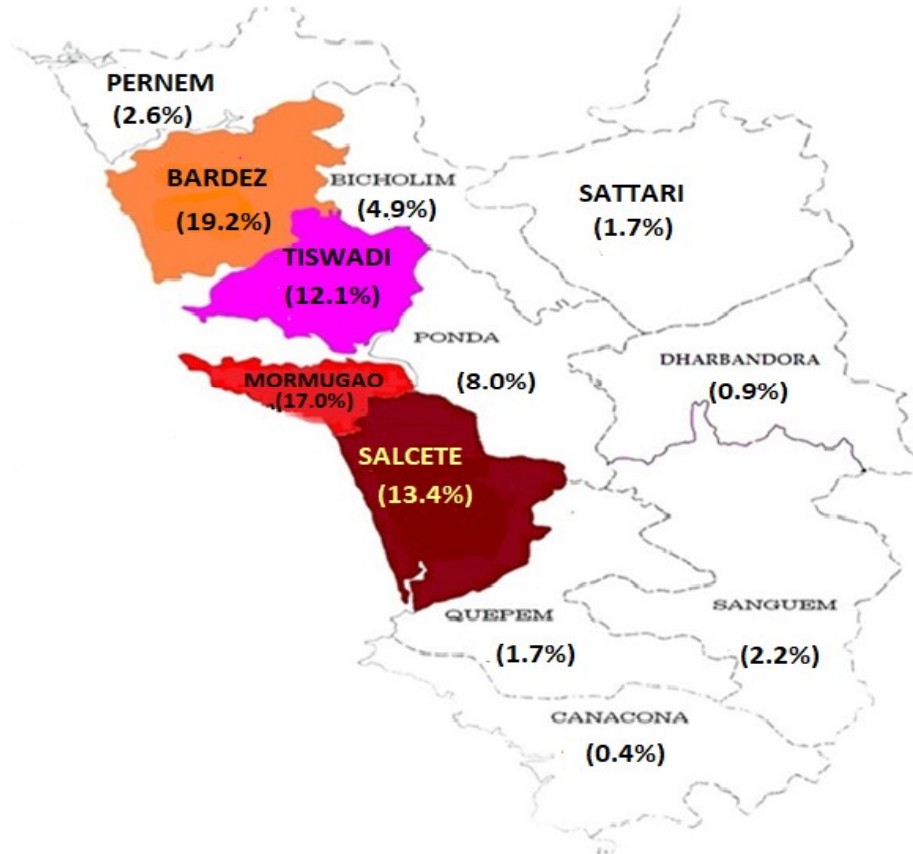 PERNEM
(2.6%)
BARDEZ
(19.2%)
BICHOLIM
(4.9%)
SATTARI
(1.7%)
TISWADI
(12.1%)
PONDA
(8.0%)
DHARBANDORA
(0.9%)
MORMUGAO
(17.0%)
SALCETE
(13.4%)
QUEPEM
(1.7%)
SANGUEM
(2.2%)
CANACONA
(0.4%)